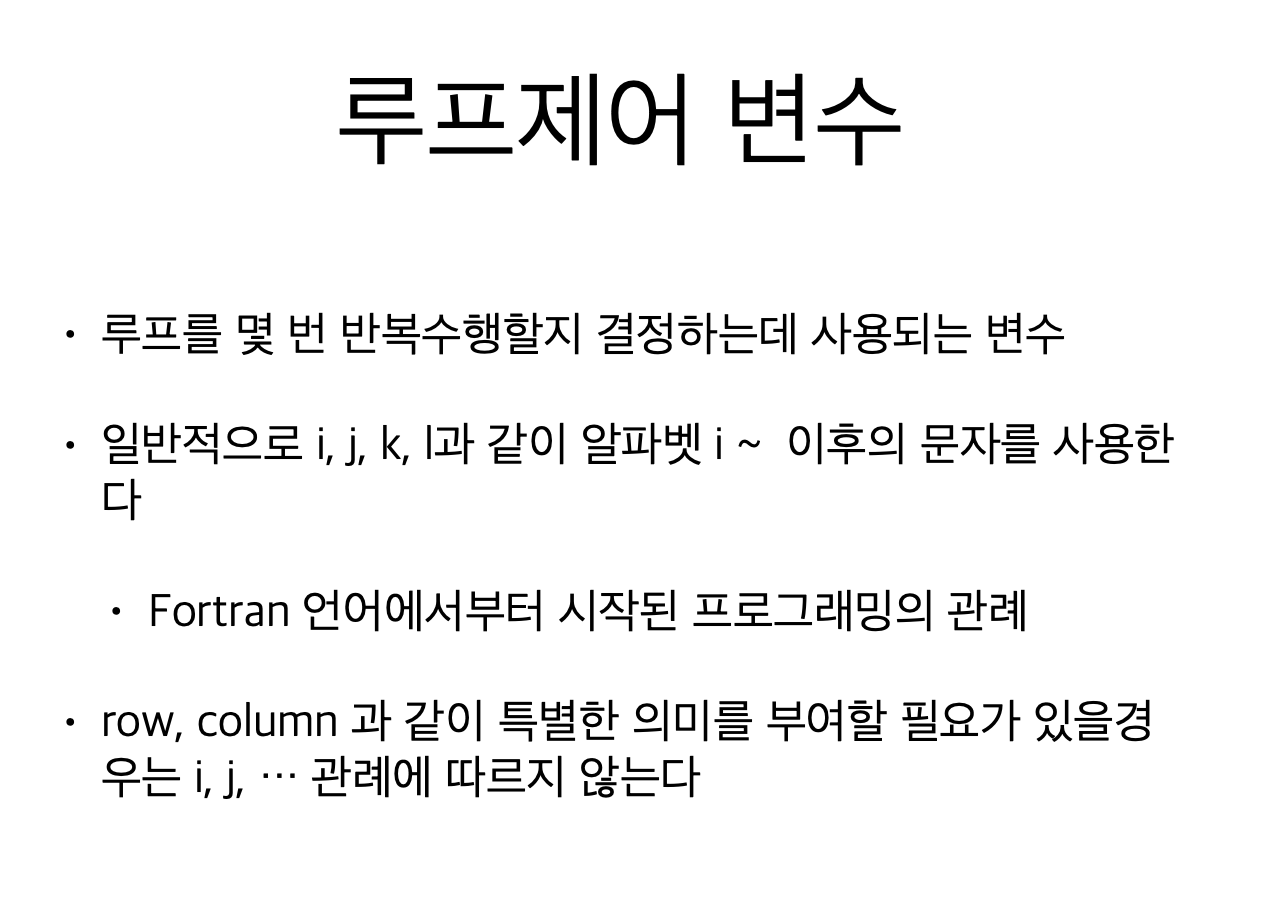 루프제어 변수
• 루프를 몇 번 반복수행할지 결정하는데 사용되는 변수
• 일반적으로 i, j, k, l과 같이 알파벳 i ~ 이후의 문자를 사용한
다
• Fortran 언어에서부터 시작된 프로그래밍의 관례
• row, column 과 같이 특별한 의미를 부여할 필요가 있을경
우는 i, j, … 관례에 따르지 않는다